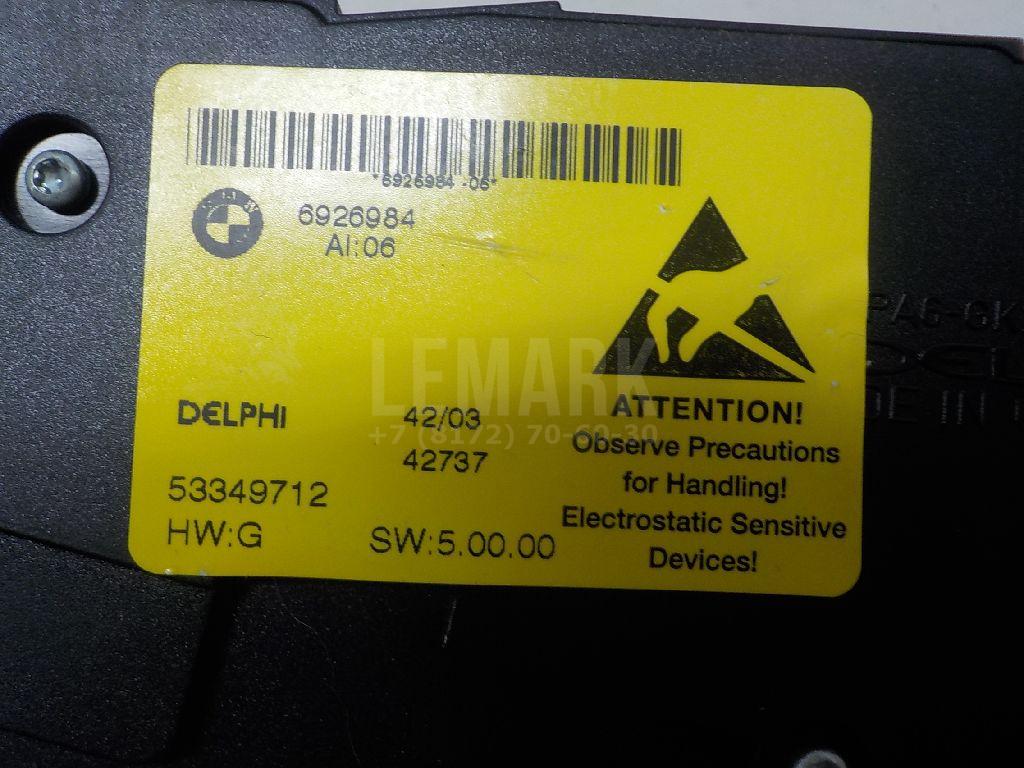 *6926984-06*
6926984
AI:06
DELPHI
42/03
42737
53349712
HW:G
SW:5.00.00
ATTENTION!
Observe Precautions
for Handling!
Electrostatic Sensitive
Devices!
LEMARK
+7 (8172) 70-60-30